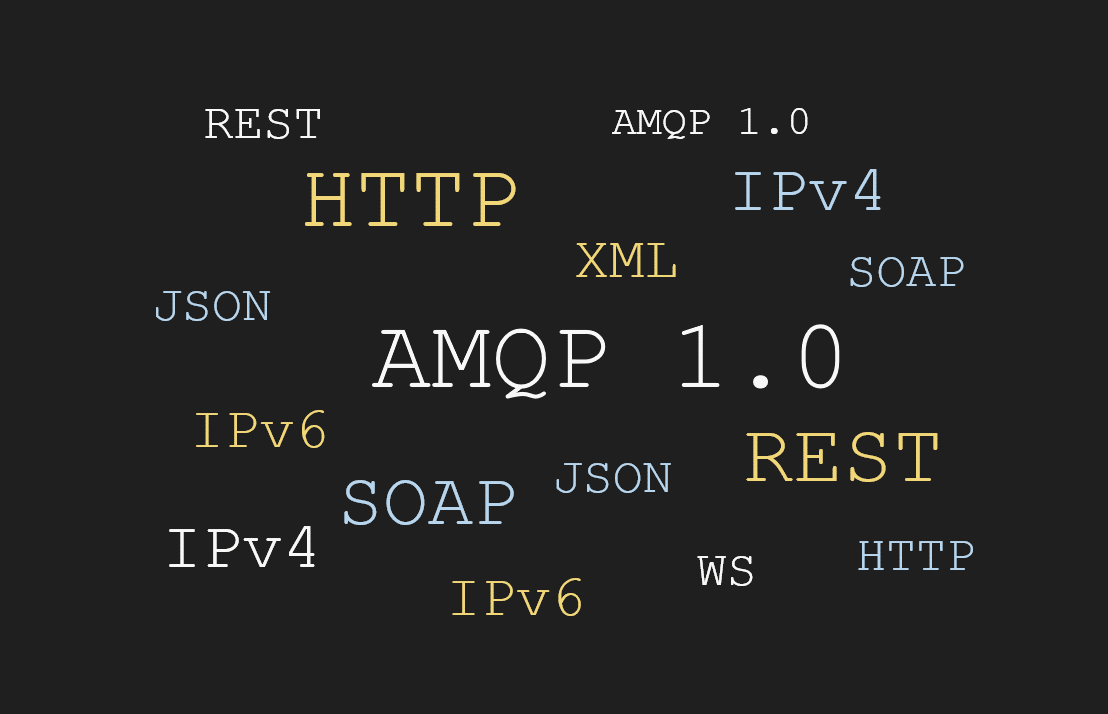 REST
AMQP 1.0
HTTP
IPv4
XML
SOAP
JSON
AMQP 1.0
IPv6
REST
SOAP
JSON
IPv4
WS
HTTP
IPv6